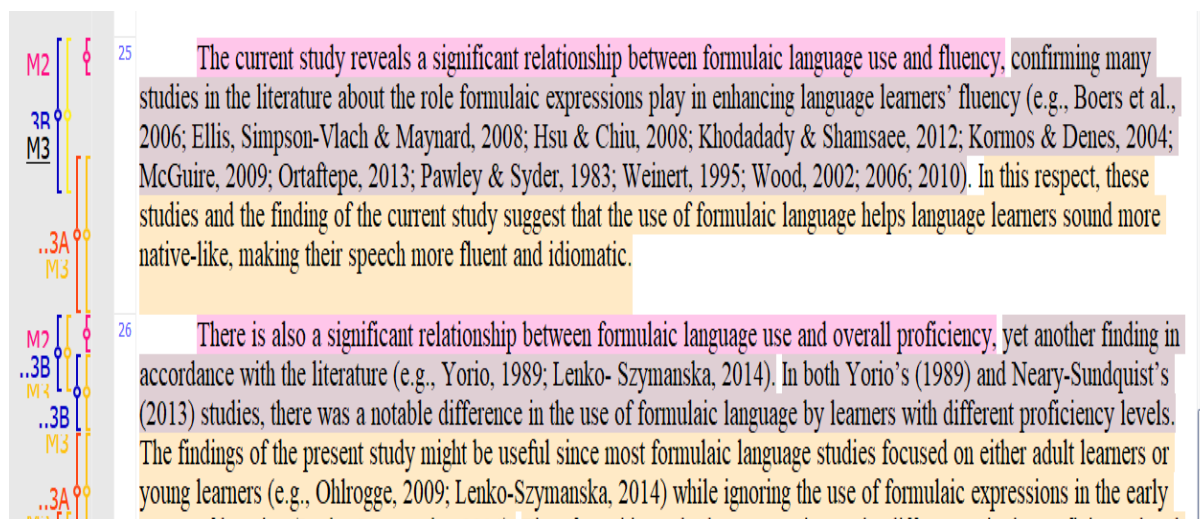 M2
25
The current study reveals a significant relationship between formulaic language use and fluency, confirming many
3B
studies in the literature about the role formulaic expressions play in enhancing language learners’ fluency (e.g., Boers et al.,
M3
2006; Ellis, Simpson-Vlach & Maynard, 2008; Hsu & Chiu, 2008; Khodadady & Shamsaee, 2012; Kormos & Denes, 2004;
McGuire, 2009; Ortaftepe, 2013; Pawley & Syder, 1983; Weinert, 1995; Wood, 2002; 2006; 2010). In this respect, these
studies and the finding of the current study suggest that the use of formulaic language helps language learners sound more
..3A
native-like, making their speech more fluent and idiomatic.
M3
M2
26
There is also a significant relationship between formulaic language use and overall proficiency, yet another finding in
..3B
accordance with the literature (e.g., Yorio, 1989; Lenko- Szymanska, 2014). In both Yorio’s (1989) and Neary-Sundquist’s
M3
..3B
(2013) studies, there was a notable difference in the use of formulaic language by learners with different proficiency levels.
M3
The findings of the present study might be useful since most formulaic language studies focused on either adult learners or
..3A
young learners (e.g., Ohlrogge, 2009; Lenko-Szymanska, 2014) while ignoring the use of formulaic expressions in the early